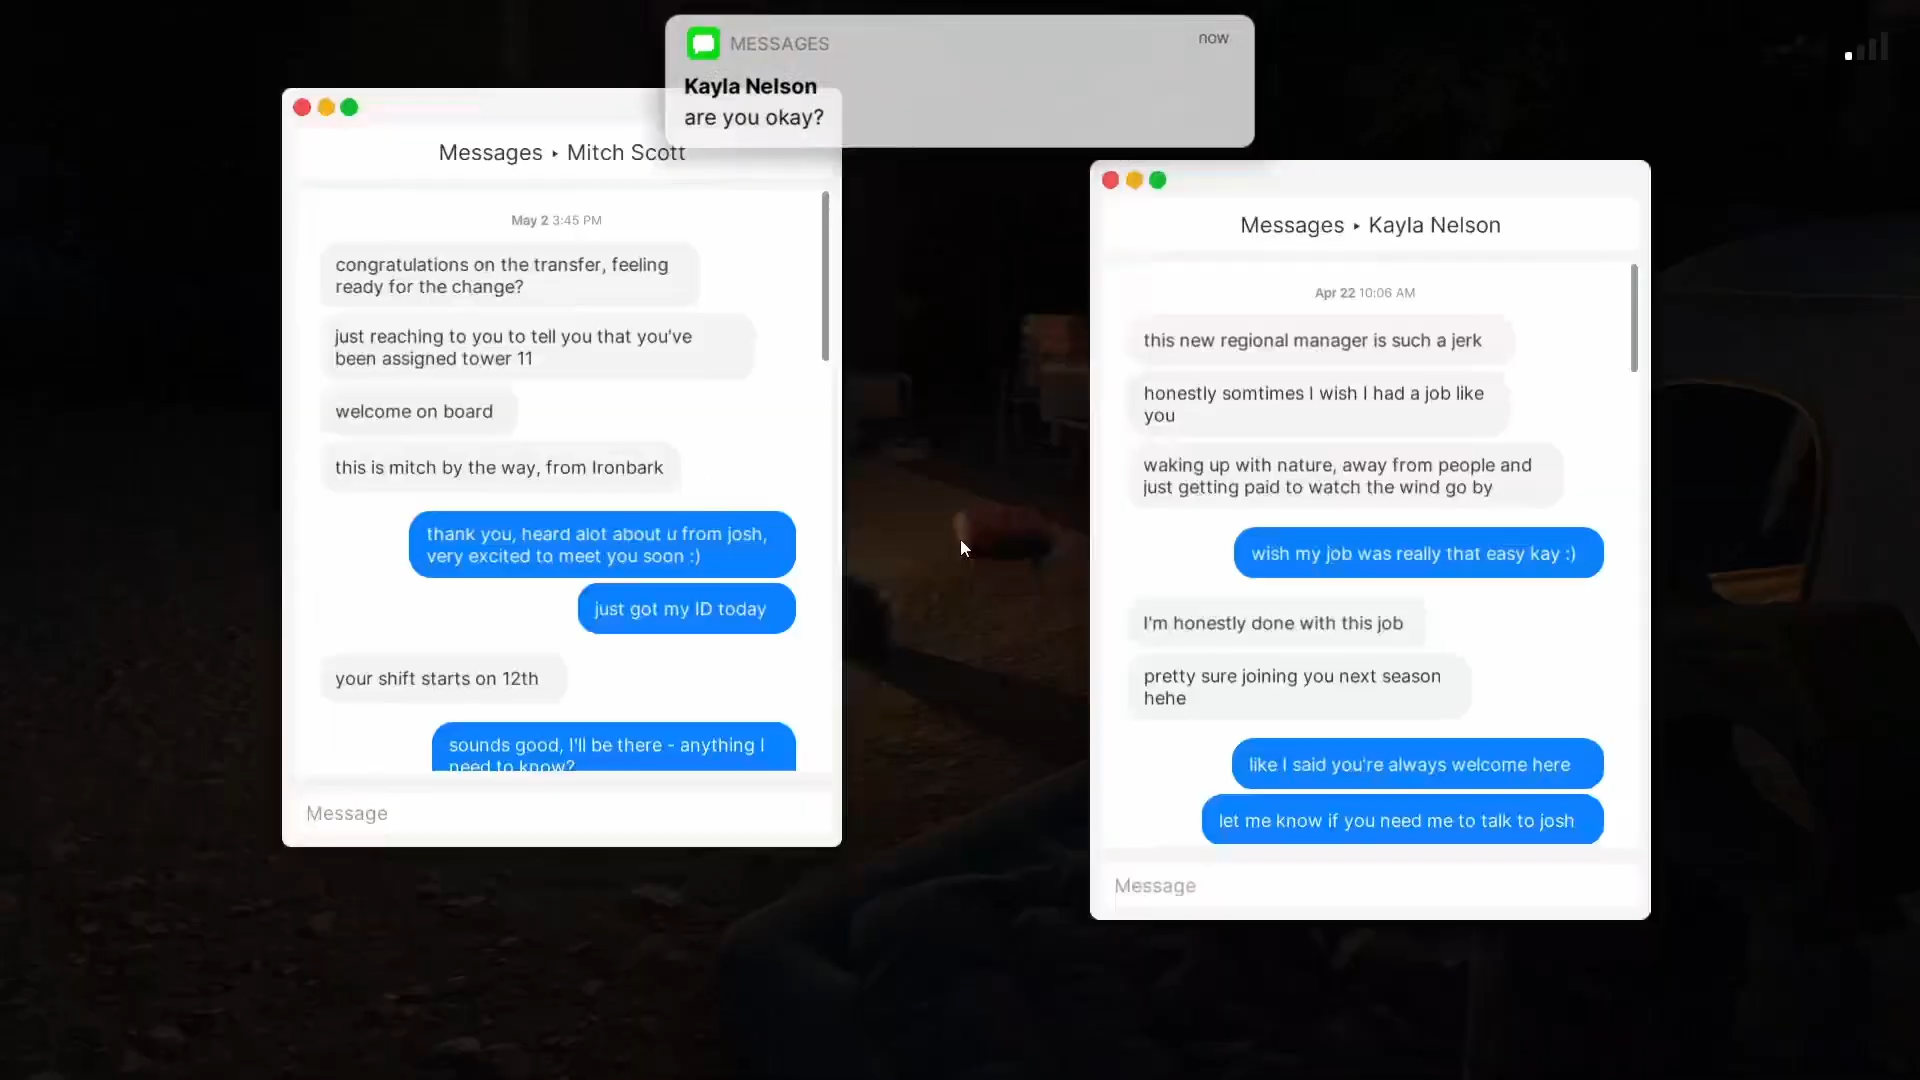 MESSAGES
now
Kayla Nelson
are you okay?
Messages ‣ Mitch Scott
May 2 3:45 PM
congratulations on the transfer, feeling
ready for the change?
just reaching to you to tell you that you've
been assigned tower 11
welcome on board
this is mitch by the way, from Ironbark
thank you, heard alot about u from josh,
very excited to meet you soon :)
just got my ID today
your shift starts on 12th
sounds good, I'll be there - anything I
need to know?
Message
Messages ‣ Kayla Nelson
Apr 22 10:06 AM
this new regional manager is such a jerk
honestly somtimes I wish I had a job like
you
waking up with nature, away from people and
just getting paid to watch the wind go by
wish my job was really that easy kay :)
I'm honestly done with this job
pretty sure joining you next season
hehe
like I said you're always welcome here
let me know if you need me to talk to josh
Message